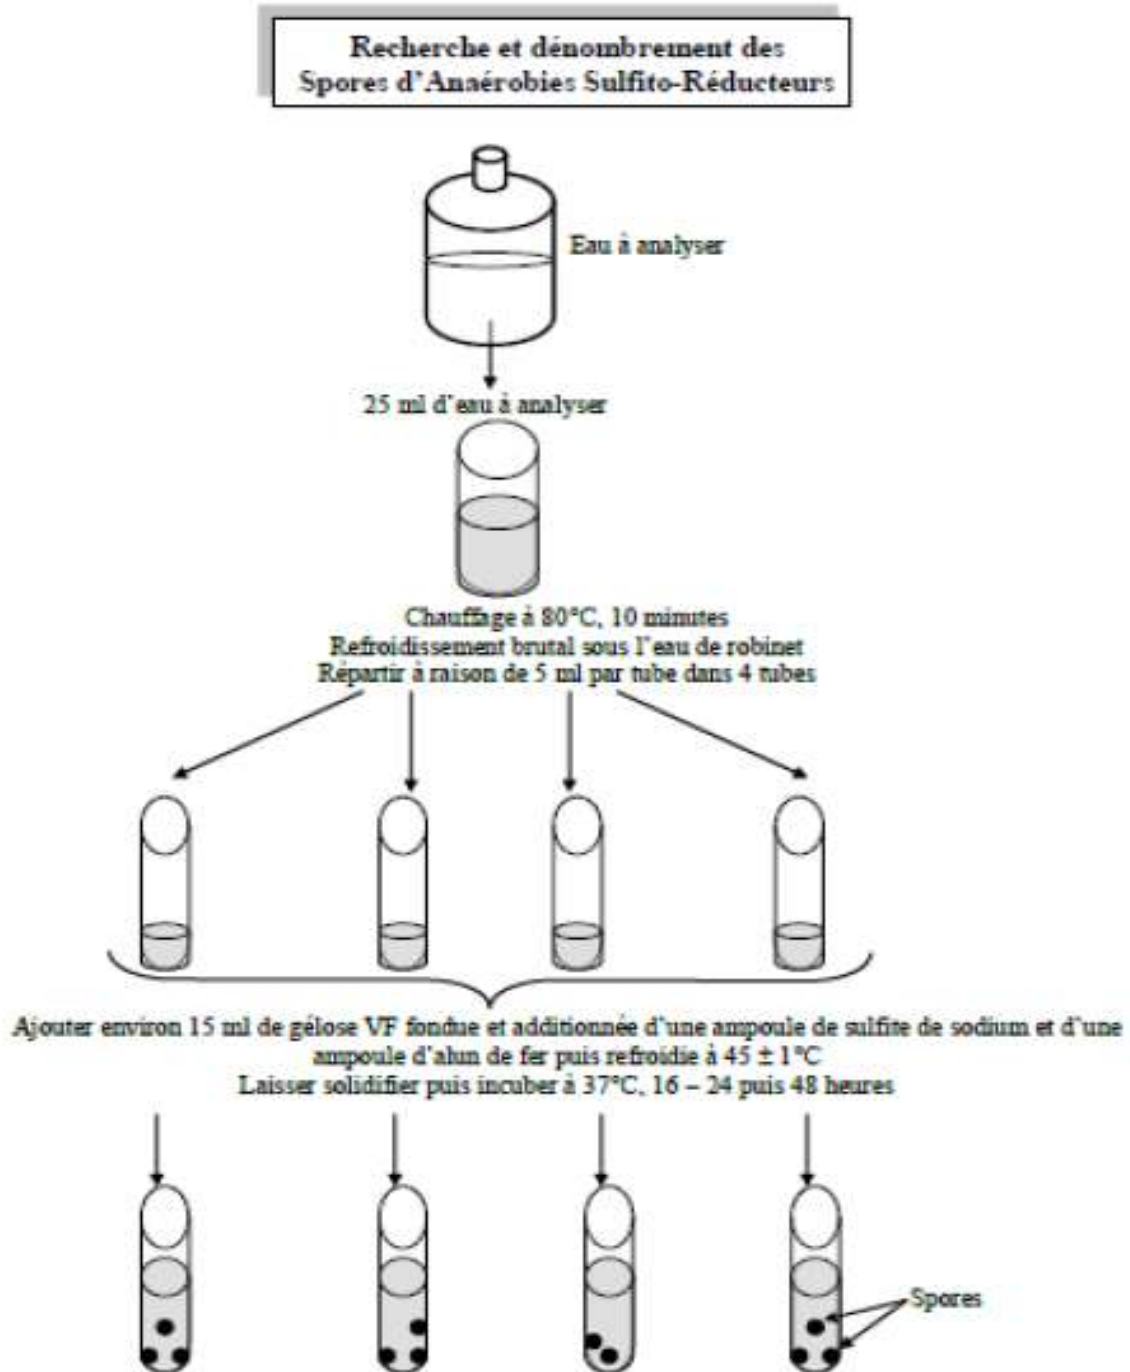 Recherche et dénombrement des
Spores d'Anaérobies Sulfito-Réducteurs
Eau à analyser
25 ml d'eau à analyser
Chauffage à 80°C, 10 minutes
Refroidissement brutal sous l'eau de robinet
Répartir à raison de 5 ml par tube dans 4 tubes
Ajouter environ 15 ml de gélose VF fondue et additionnée d'une ampoule de sulfite de sodium et d'une
ampoule d'alun de fer puis refroidie à 45 ± 1°C
Laisser solidifier puis incuber à 37°C, 16 – 24 puis 48 heures
Spores